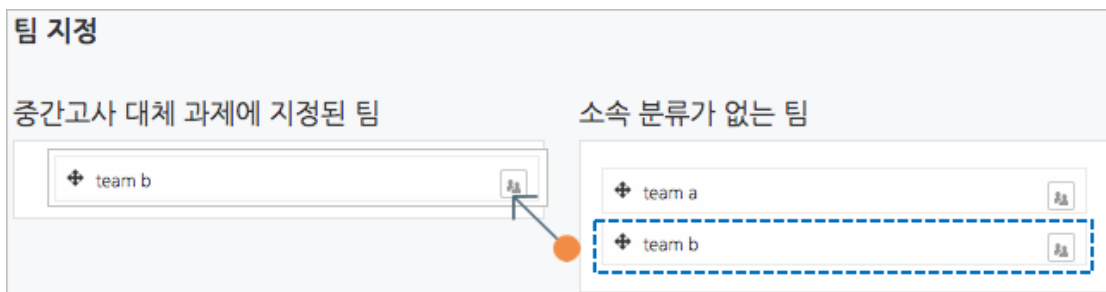 팀 지정
중간고사 대체 과제에 지정된 팀
team b
소속 분류가 없는 팀
team a
team b